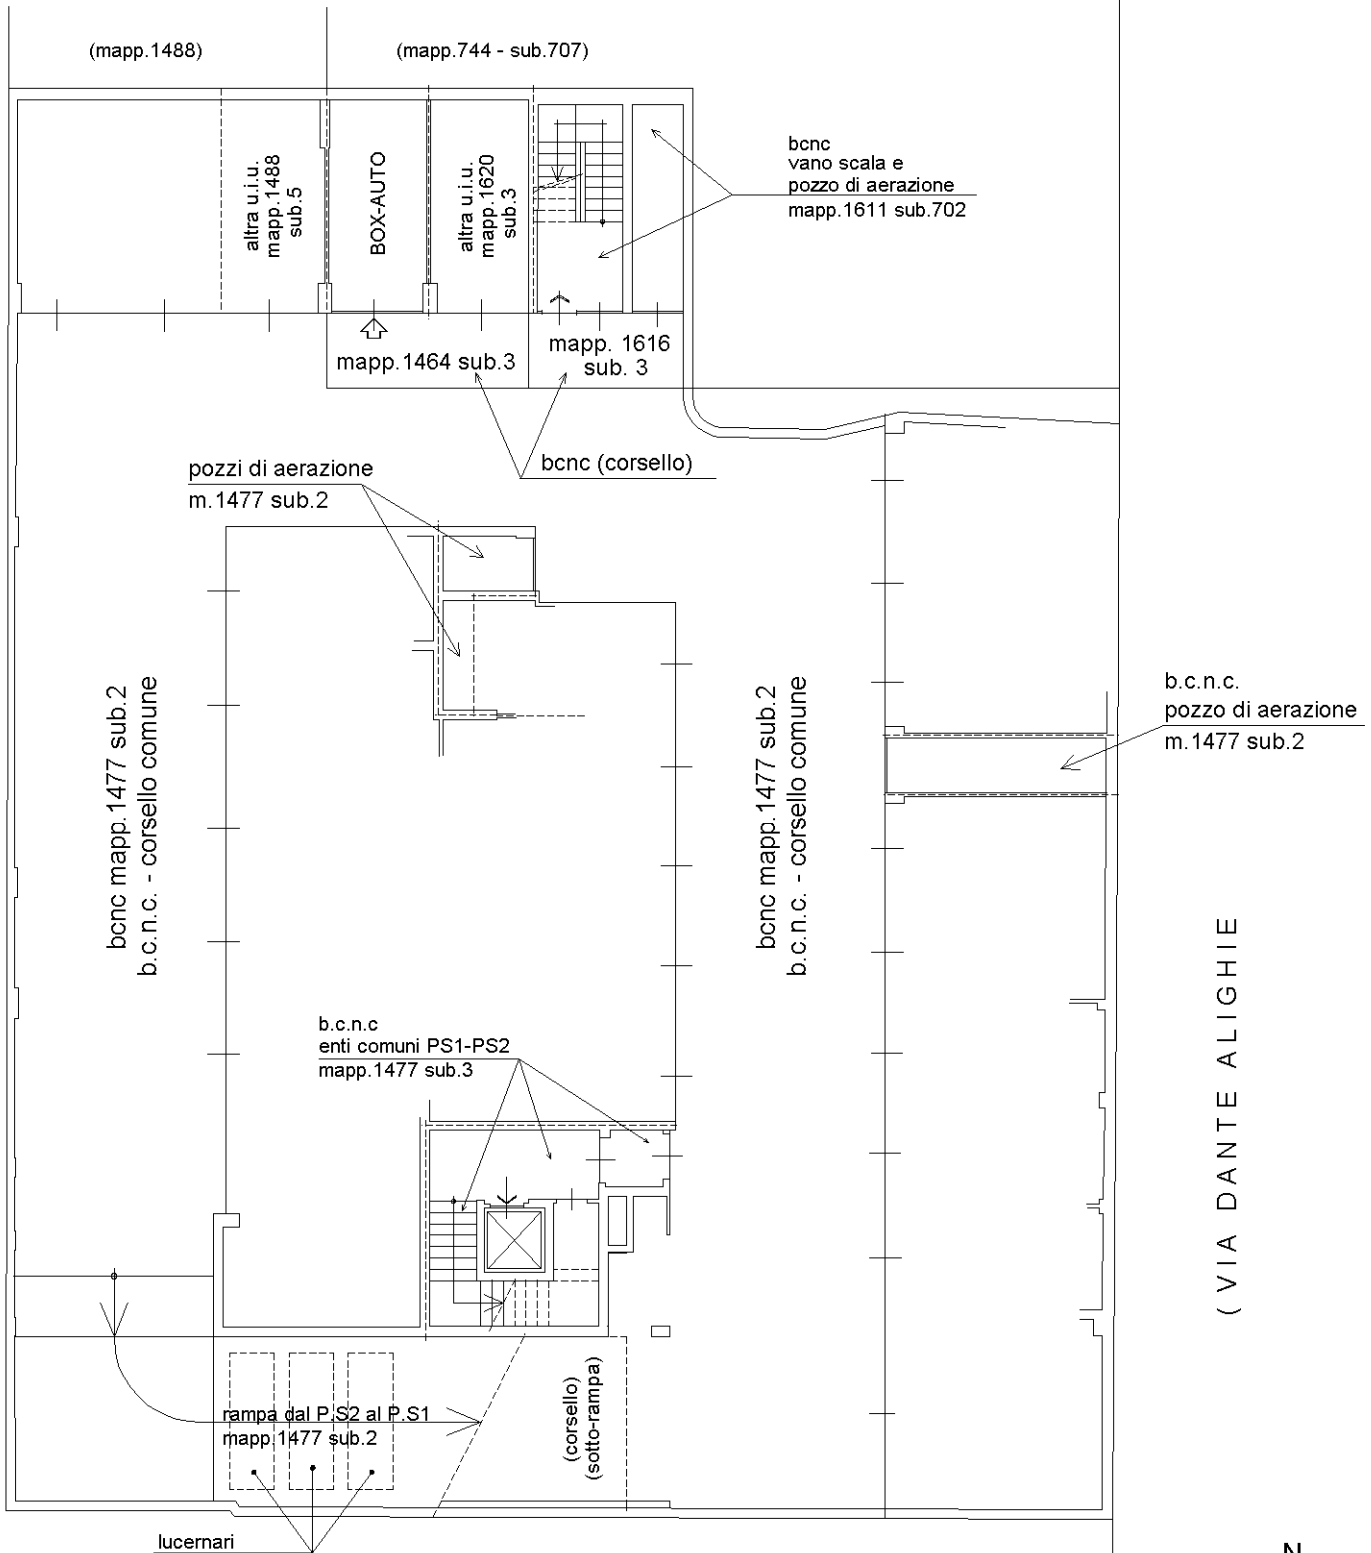 (mapp.1488)
(mapp.744 - sub.707)
altra u.i.u.
mapp.1488
sub.5
BOX-AUTO
altra u.i.u.
mapp.1620
sub.3
bcnc
vano scala e
pozzo di aerazione
mapp.1611 sub.702
mapp.1464 sub.3
mapp. 1616
sub. 3
bcnc (corsello)
pozzi di aerazione
m.1477 sub.2
bcnc mapp.1477 sub.2
b.c.n.c. - corsello comune
bcnc mapp.1477 sub.2
b.c.n.c. - corsello comune
b.c.n.c.
pozzo di aerazione
m.1477 sub.2
(VIA DANTE ALIGHIE
b.c.n.c
enti comuni PS1-PS2
mapp.1477 sub.3
rampa dal P.S2 al P.S1
mapp.1477 sub.2
(corsello)
(sotto-rampa)
lucernari
N